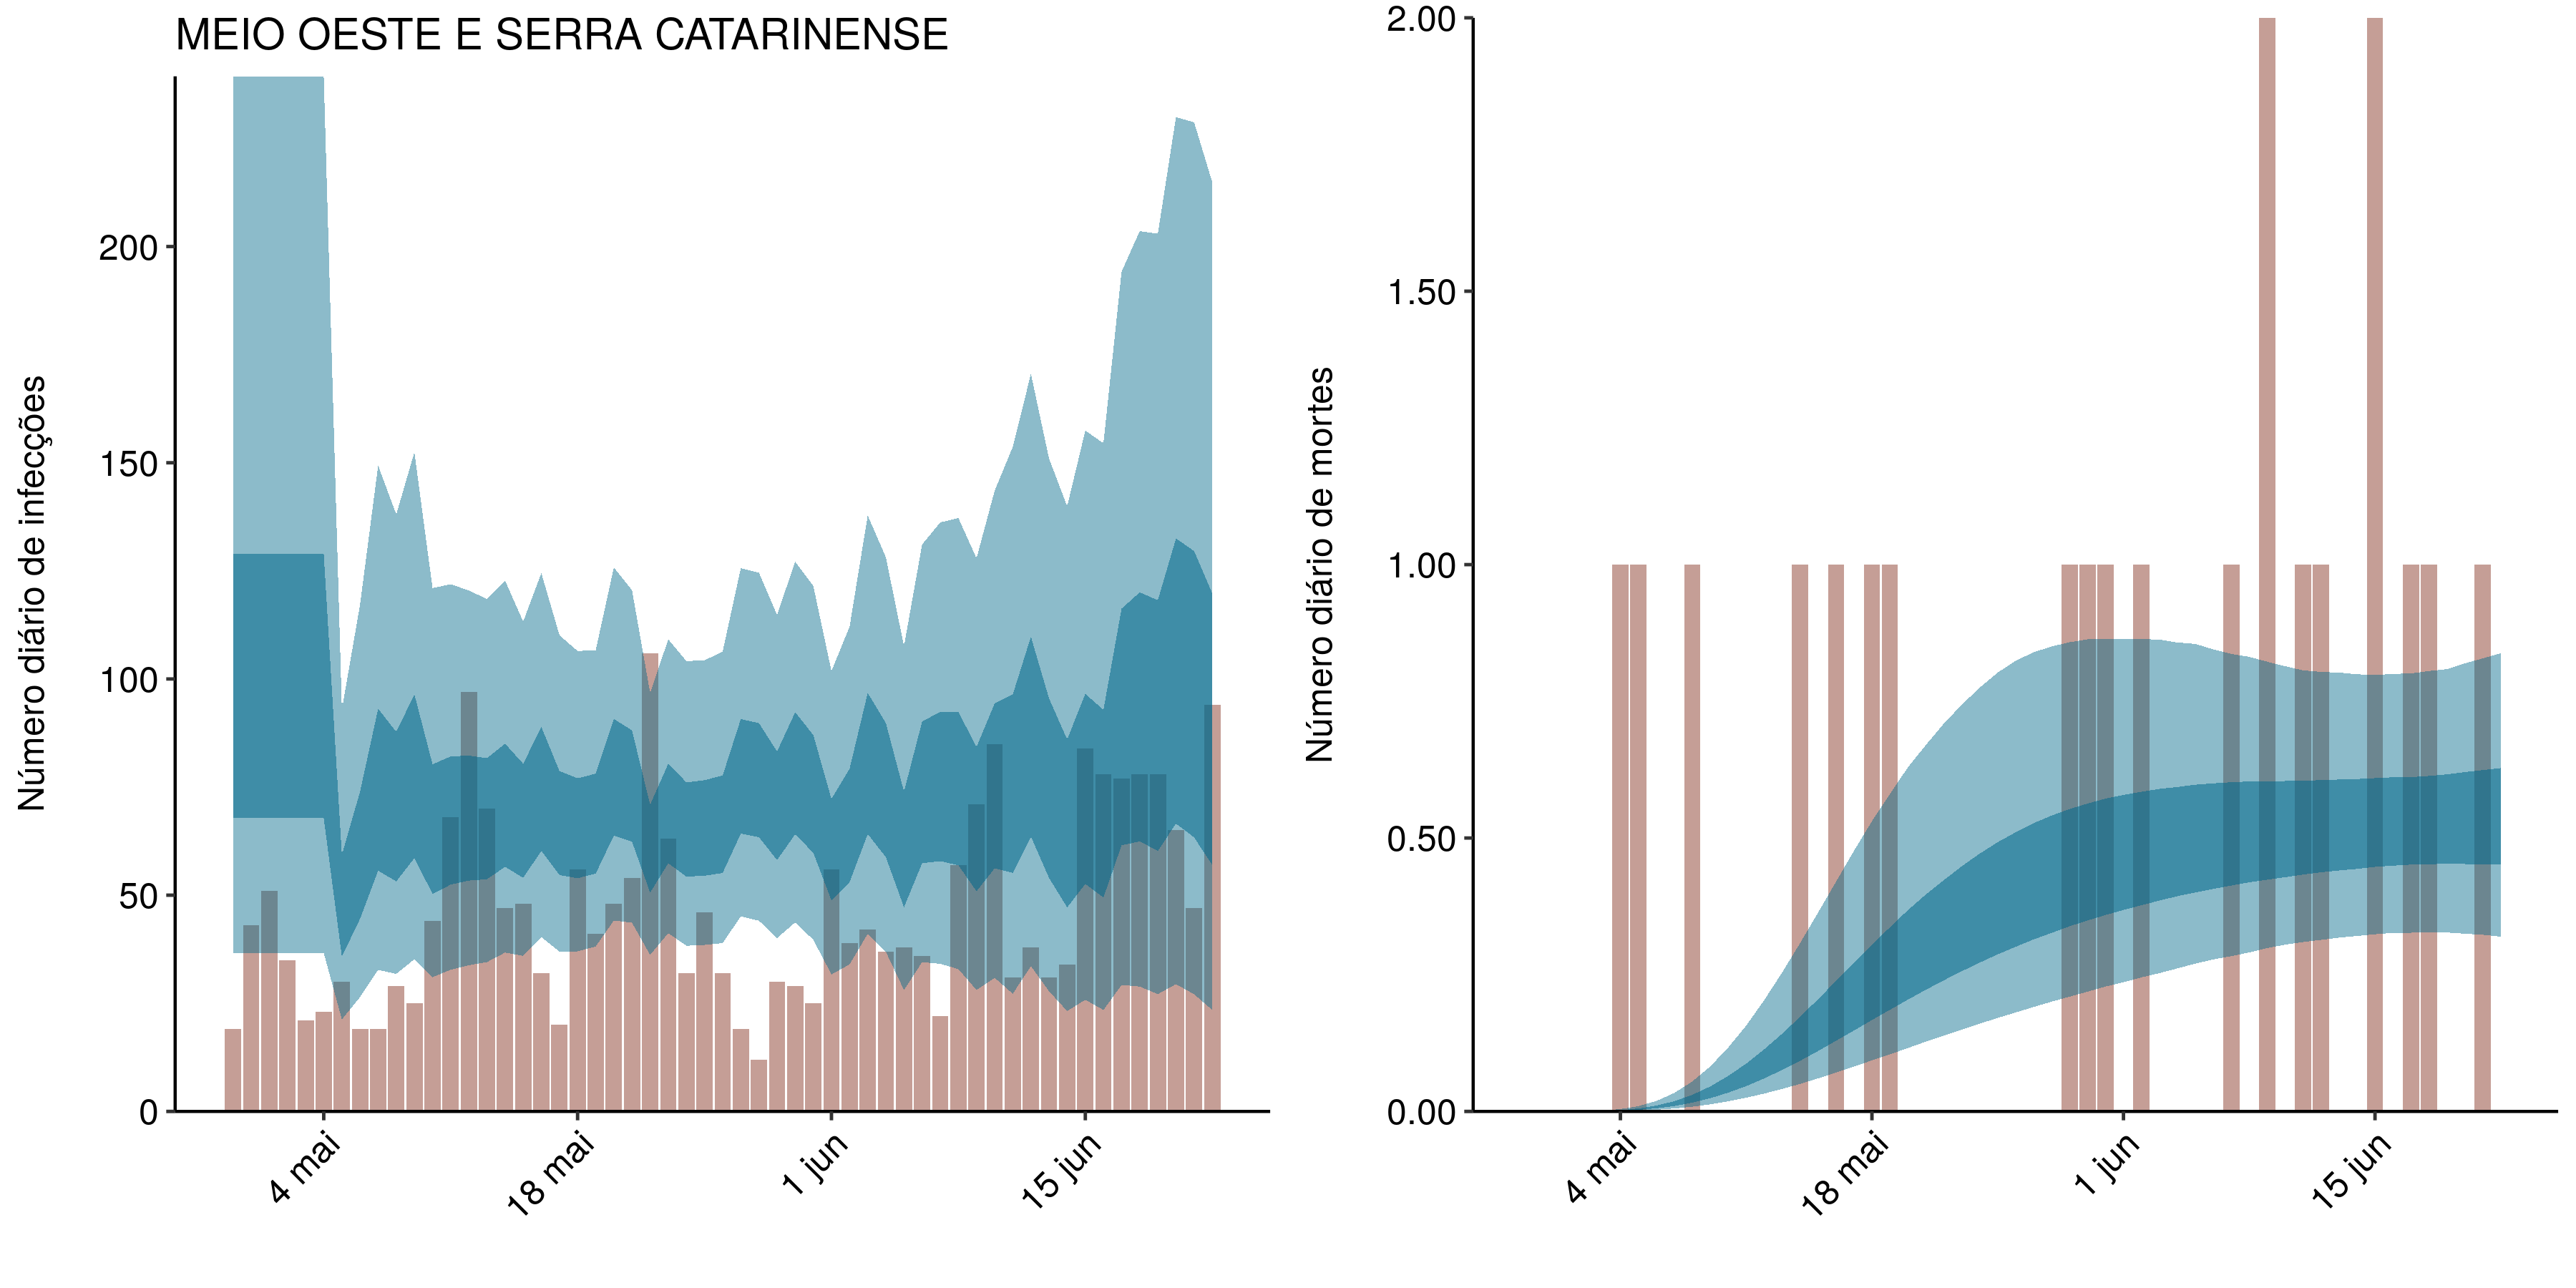 MEIO OESTE E SERRA CATARINENSE
Número diário de infecções
200
150
100
50
0
4 mai
18 mai
1 jun
15 jun
Número diário de mortes
2.00
1.50
1.00
0.50
0.00
4 mai
18 mai
1 jun
15 jun